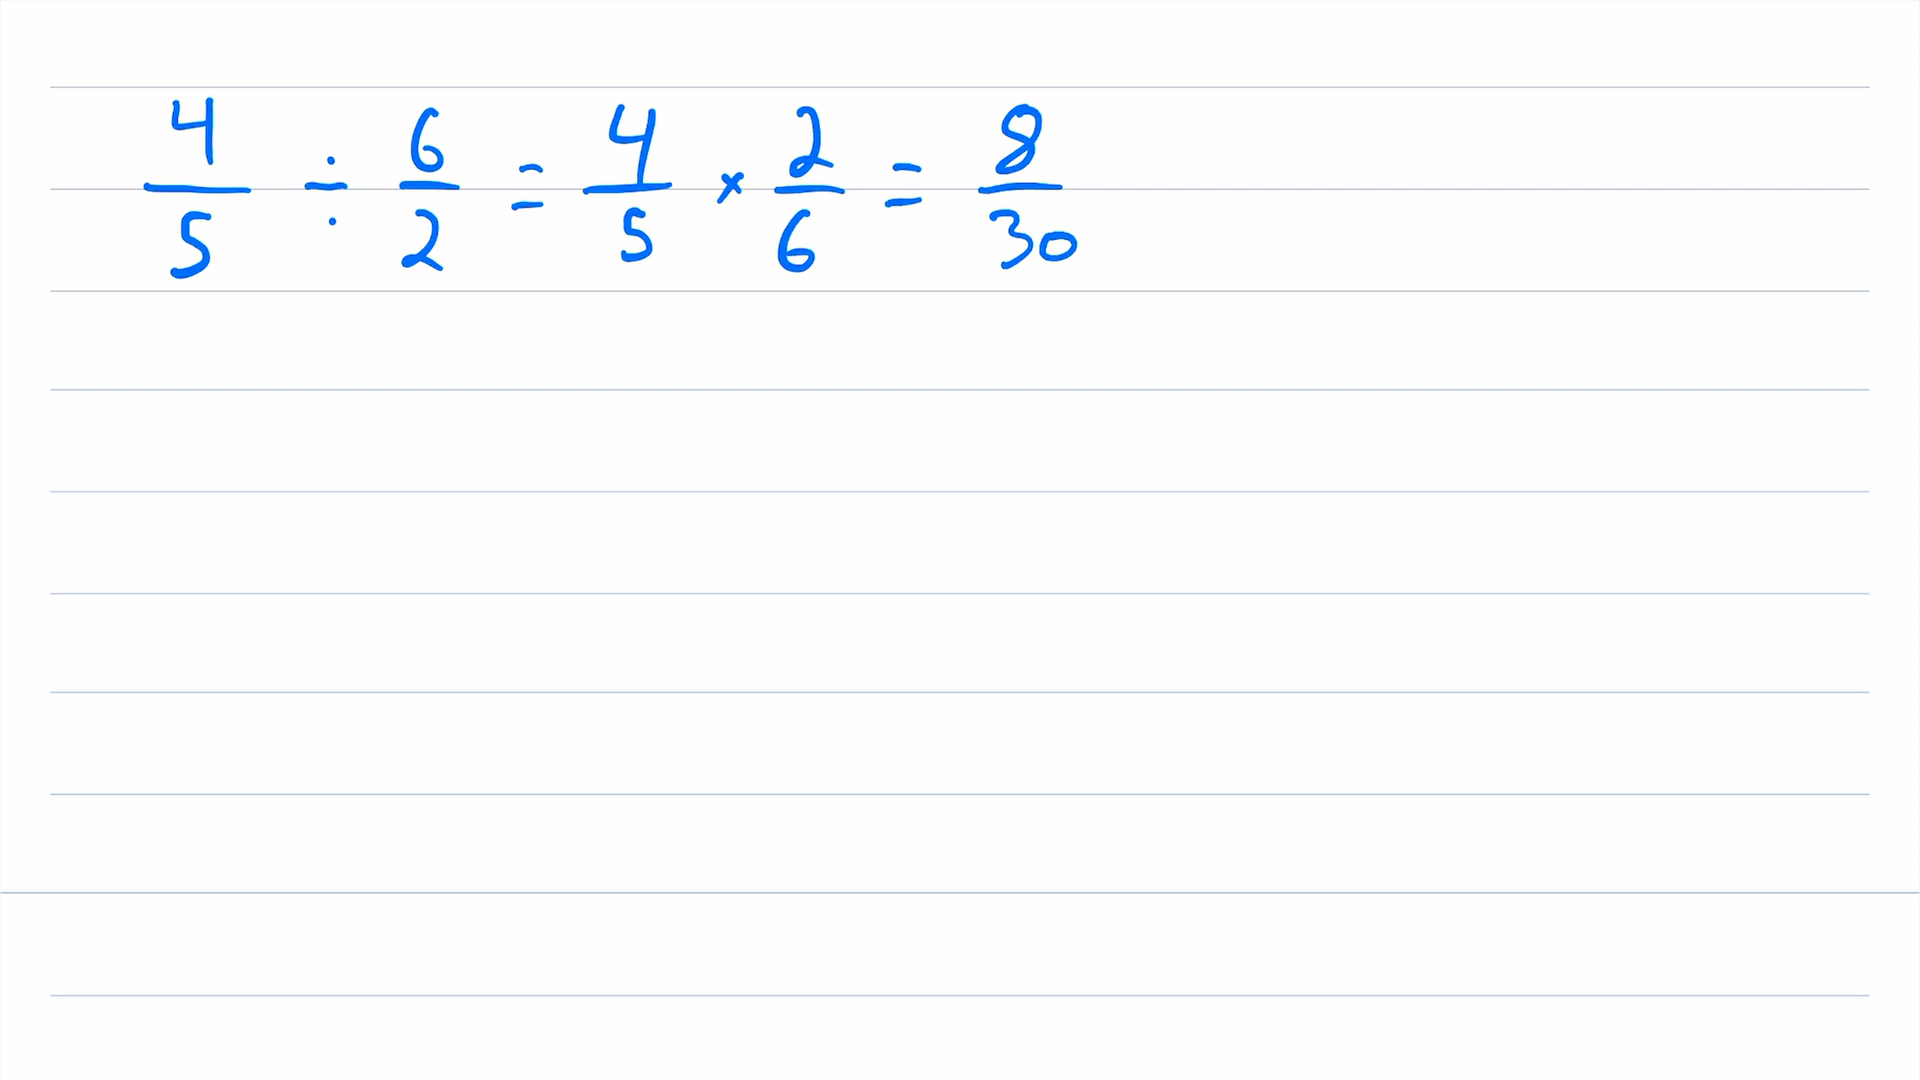 4/5 ÷ 6/2 = 4/5 × 2/6 = 8/30